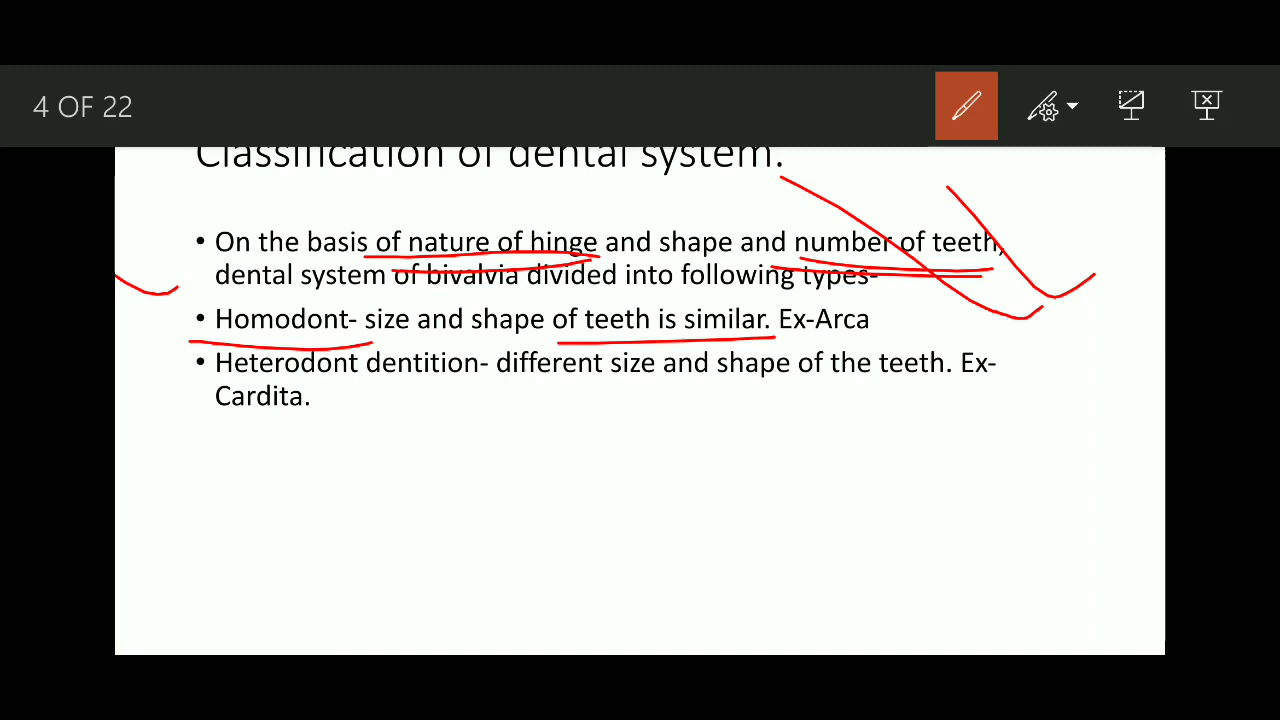 4 OF 22
Classification of dental system.
• On the basis of nature of hinge and shape and number of teeth,
dental system of bivalvia divided into following types-
• Homodont- size and shape of teeth is similar. Ex-Arca
• Heterodont dentition- different size and shape of the teeth. Ex-
Cardita.